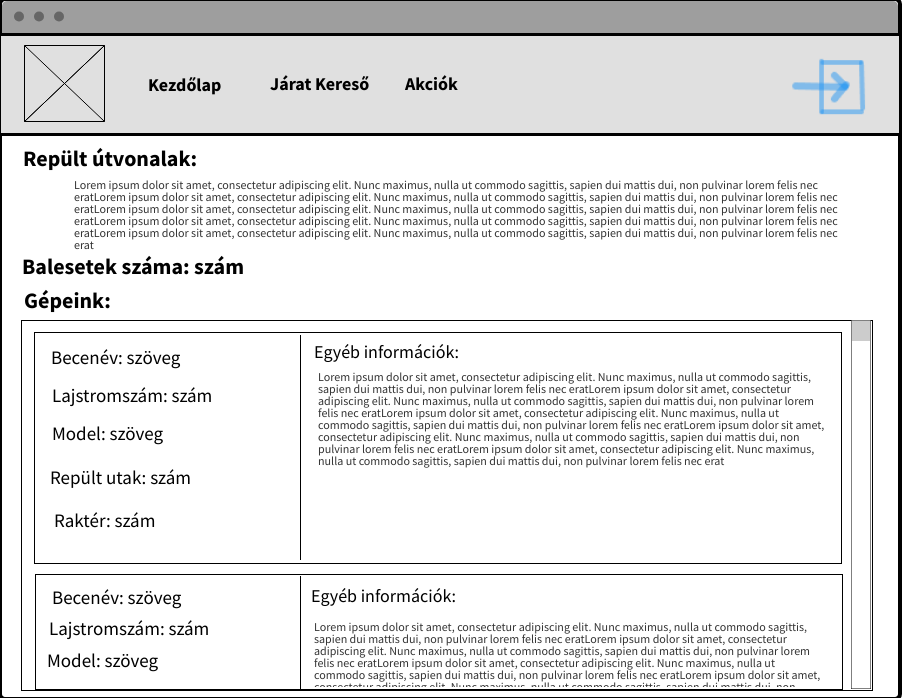 Kezdőlap Járat Kereső Akciók
Repült útvonalak:
Lorem ipsum dolor sit amet, consectetur adipiscing elit. Nunc maximus, nulla ut commodo sagittis, sapien dui mattis dui, non pulvinar lorem felis nec
eratLorem ipsum dolor sit amet, consectetur adipiscing elit. Nunc maximus, nulla ut commodo sagittis, sapien dui mattis dui, non pulvinar lorem felis nec
eratLorem ipsum dolor sit amet, consectetur adipiscing elit. Nunc maximus, nulla ut commodo sagittis, sapien dui mattis dui, non pulvinar lorem felis nec
eratLorem ipsum dolor sit amet, consectetur adipiscing elit. Nunc maximus, nulla ut commodo sagittis, sapien dui mattis dui, non pulvinar lorem felis nec
eratLorem ipsum dolor sit amet, consectetur adipiscing elit. Nunc maximus, nulla ut commodo sagittis, sapien dui mattis dui, non pulvinar lorem felis nec
erat
Balesetek száma: szám
Gépeink:
Becenév: szöveg
Lajstromszám: szám
Model: szöveg
Repült utak: szám
Raktér: szám
Egyéb információk:
Lorem ipsum dolor sit amet, consectetur adipiscing elit. Nunc maximus, nulla ut commodo sagittis,
sapien dui mattis dui, non pulvinar lorem felis nec eratLorem ipsum dolor sit amet, consectetur
adipiscing elit. Nunc maximus, nulla ut commodo sagittis, sapien dui mattis dui, non pulvinar lorem
felis nec eratLorem ipsum dolor sit amet, consectetur adipiscing elit. Nunc maximus, nulla ut
commodo sagittis, sapien dui mattis dui, non pulvinar lorem felis nec eratLorem ipsum dolor sit amet,
consectetur adipiscing elit. Nunc maximus, nulla ut commodo sagittis, sapien dui mattis dui, non
pulvinar lorem felis nec eratLorem ipsum dolor sit amet, consectetur adipiscing elit. Nunc maximus,
nulla ut commodo sagittis, sapien dui mattis dui, non pulvinar lorem felis nec erat
Becenév: szöveg
Lajstromszám: szám
Model: szöveg
Egyéb információk:
Lorem ipsum dolor sit amet, consectetur adipiscing elit. Nunc maximus, nulla ut commodo sagittis,
sapien dui mattis dui, non pulvinar lorem felis nec eratLorem ipsum dolor sit amet, consectetur
adipiscing elit. Nunc maximus, nulla ut commodo sagittis, sapien dui mattis dui, non pulvinar lorem
felis nec eratLorem ipsum dolor sit amet, consectetur adipiscing elit. Nunc maximus, nulla ut
commodo sagittis, sapien dui mattis dui, non pulvinar lorem felis nec eratLorem ipsum dolor sit amet,